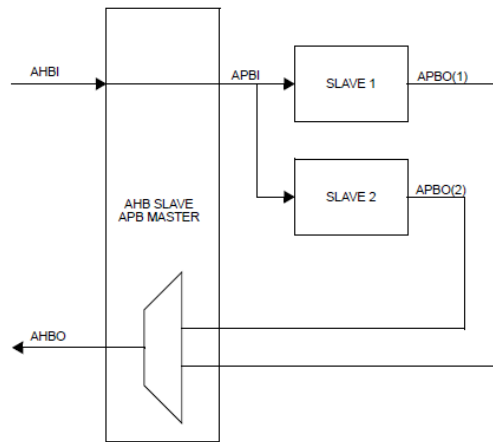 AHBI
APBI
SLAVE 1
APBO(1)
SLAVE 2
APBO(2)
AHB SLAVE
APB MASTER
AHBO